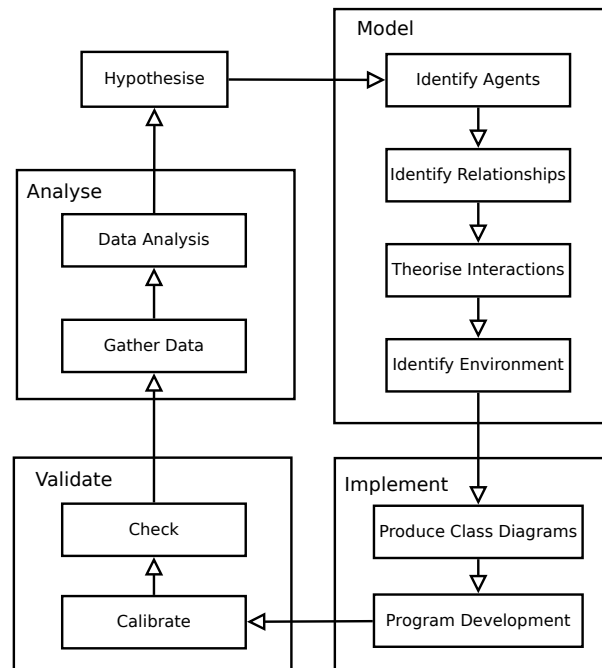 Model
Hypothesise
Identify Agents
Identify Relationships
Analyse
Data Analysis
Theorise Interactions
Gather Data
Identify Environment
Validate
Implement
Check
Produce Class Diagrams
Calibrate
Program Development